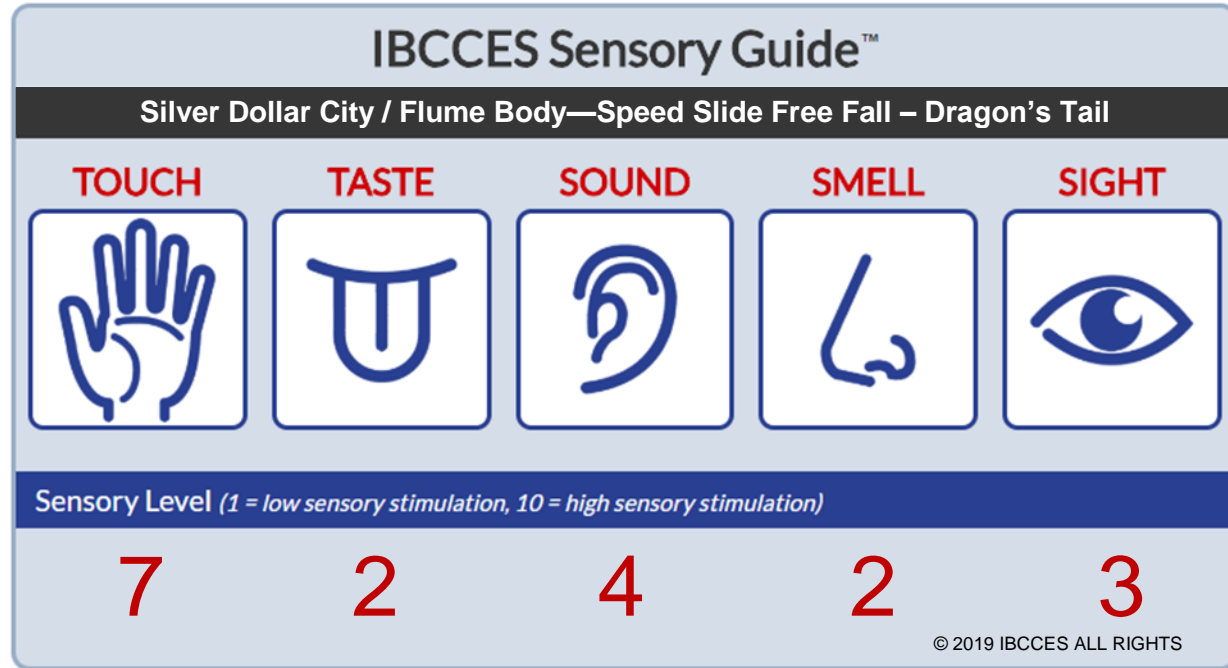 IBCCES Sensory Guide™
Silver Dollar City / Flume Body—Speed Slide Free Fall – Dragon's Tail
TOUCH TASTE SOUND SMELL SIGHT
Sensory Level (1 = low sensory stimulation, 10 = high sensory stimulation)
7 2 4 2 3
© 2019 IBCCES ALL RIGHTS